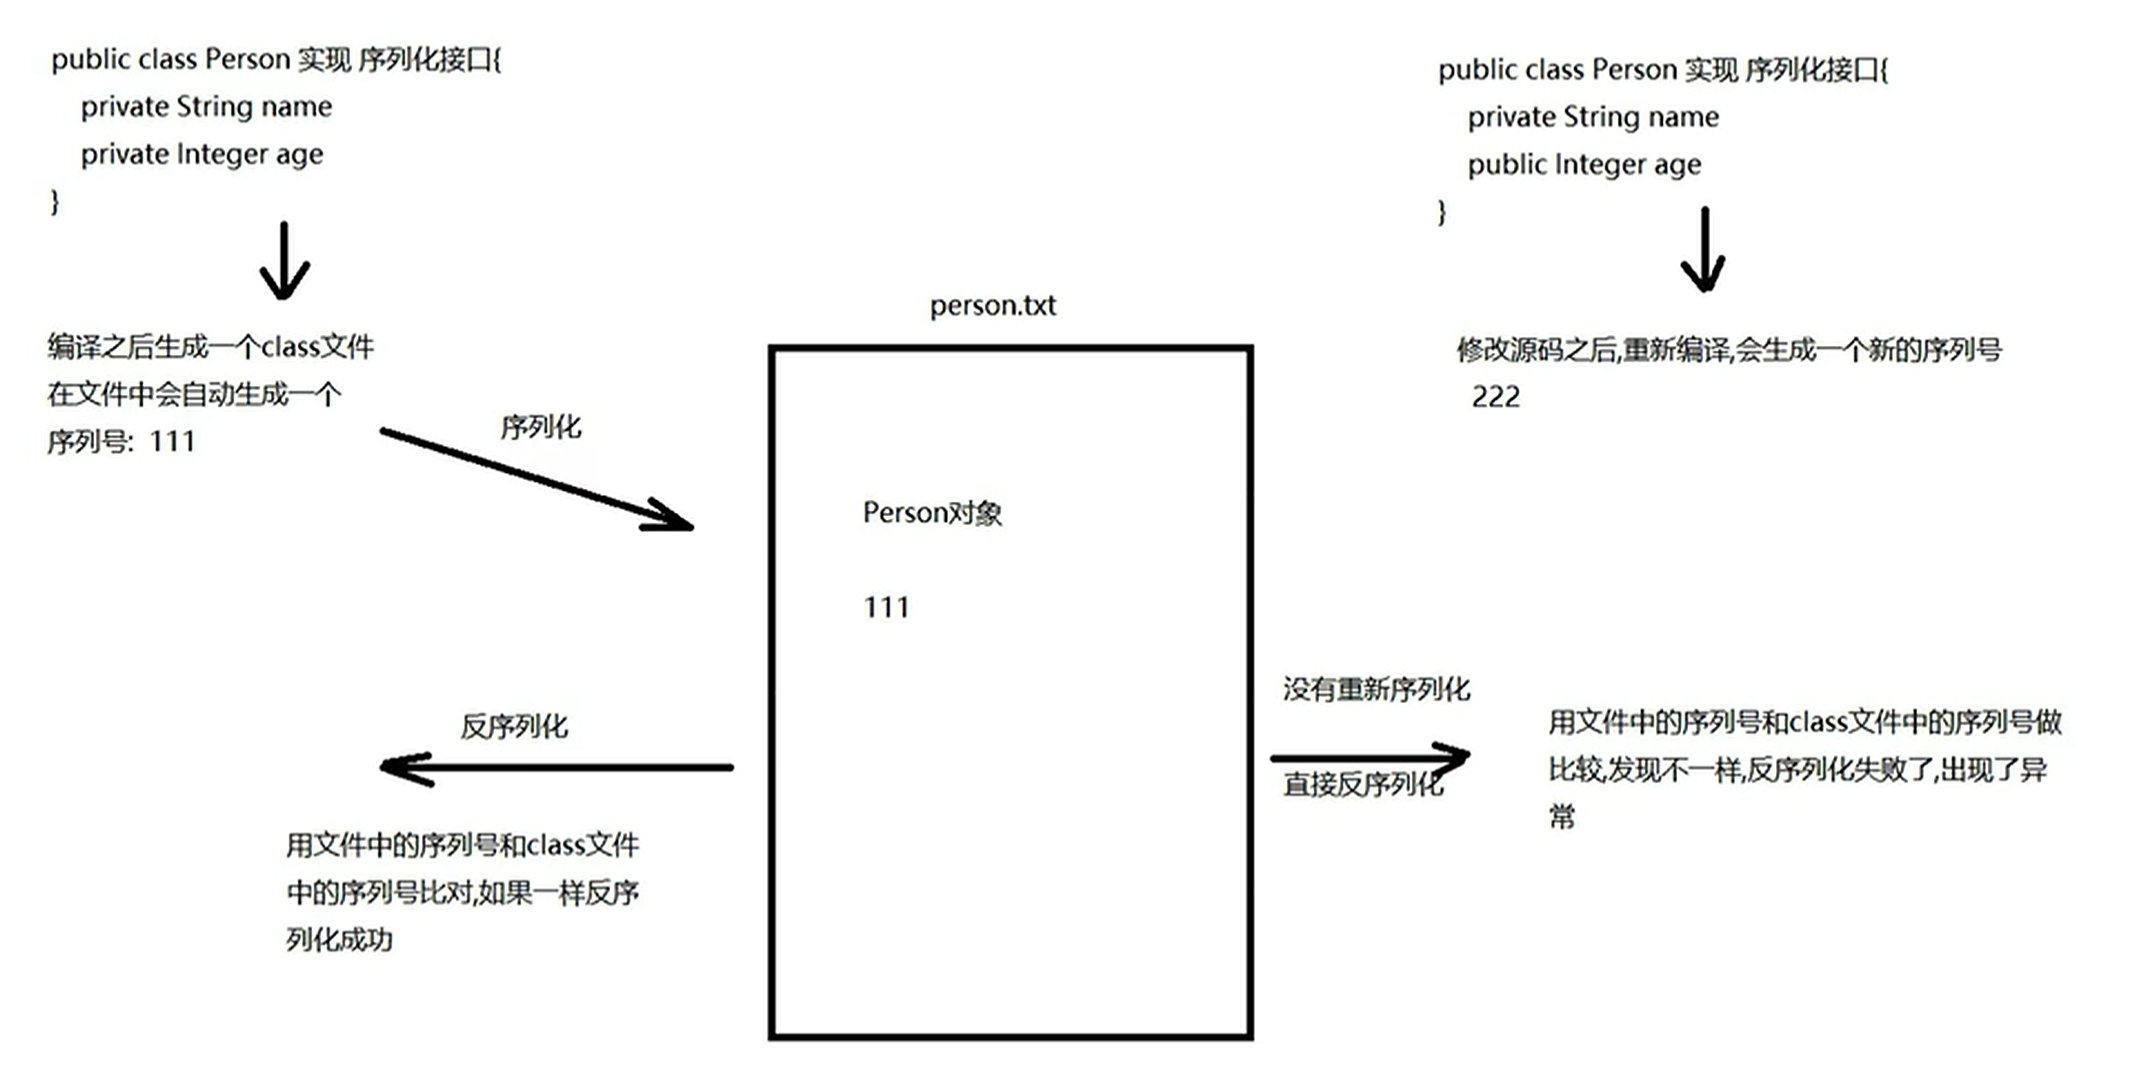 public class Person 实现 序列化接口{
private String name
private Integer age
}
编译之后生成一个class文件
在文件中会自动生成一个
序列号: 111
序列化
person.txt
Person对象
111
反序列化
用文件中的序列号和class文件
中的序列号比对,如果一样反序
列化成功
public class Person 实现 序列化接口{
private String name
public Integer age
}
修改源码之后,重新编译,会生成一个新的序列号
222
没有重新序列化
直接反序列化
用文件中的序列号和class文件中的序列号做
比较,发现不一样,反序列化失败了,出现了异
常